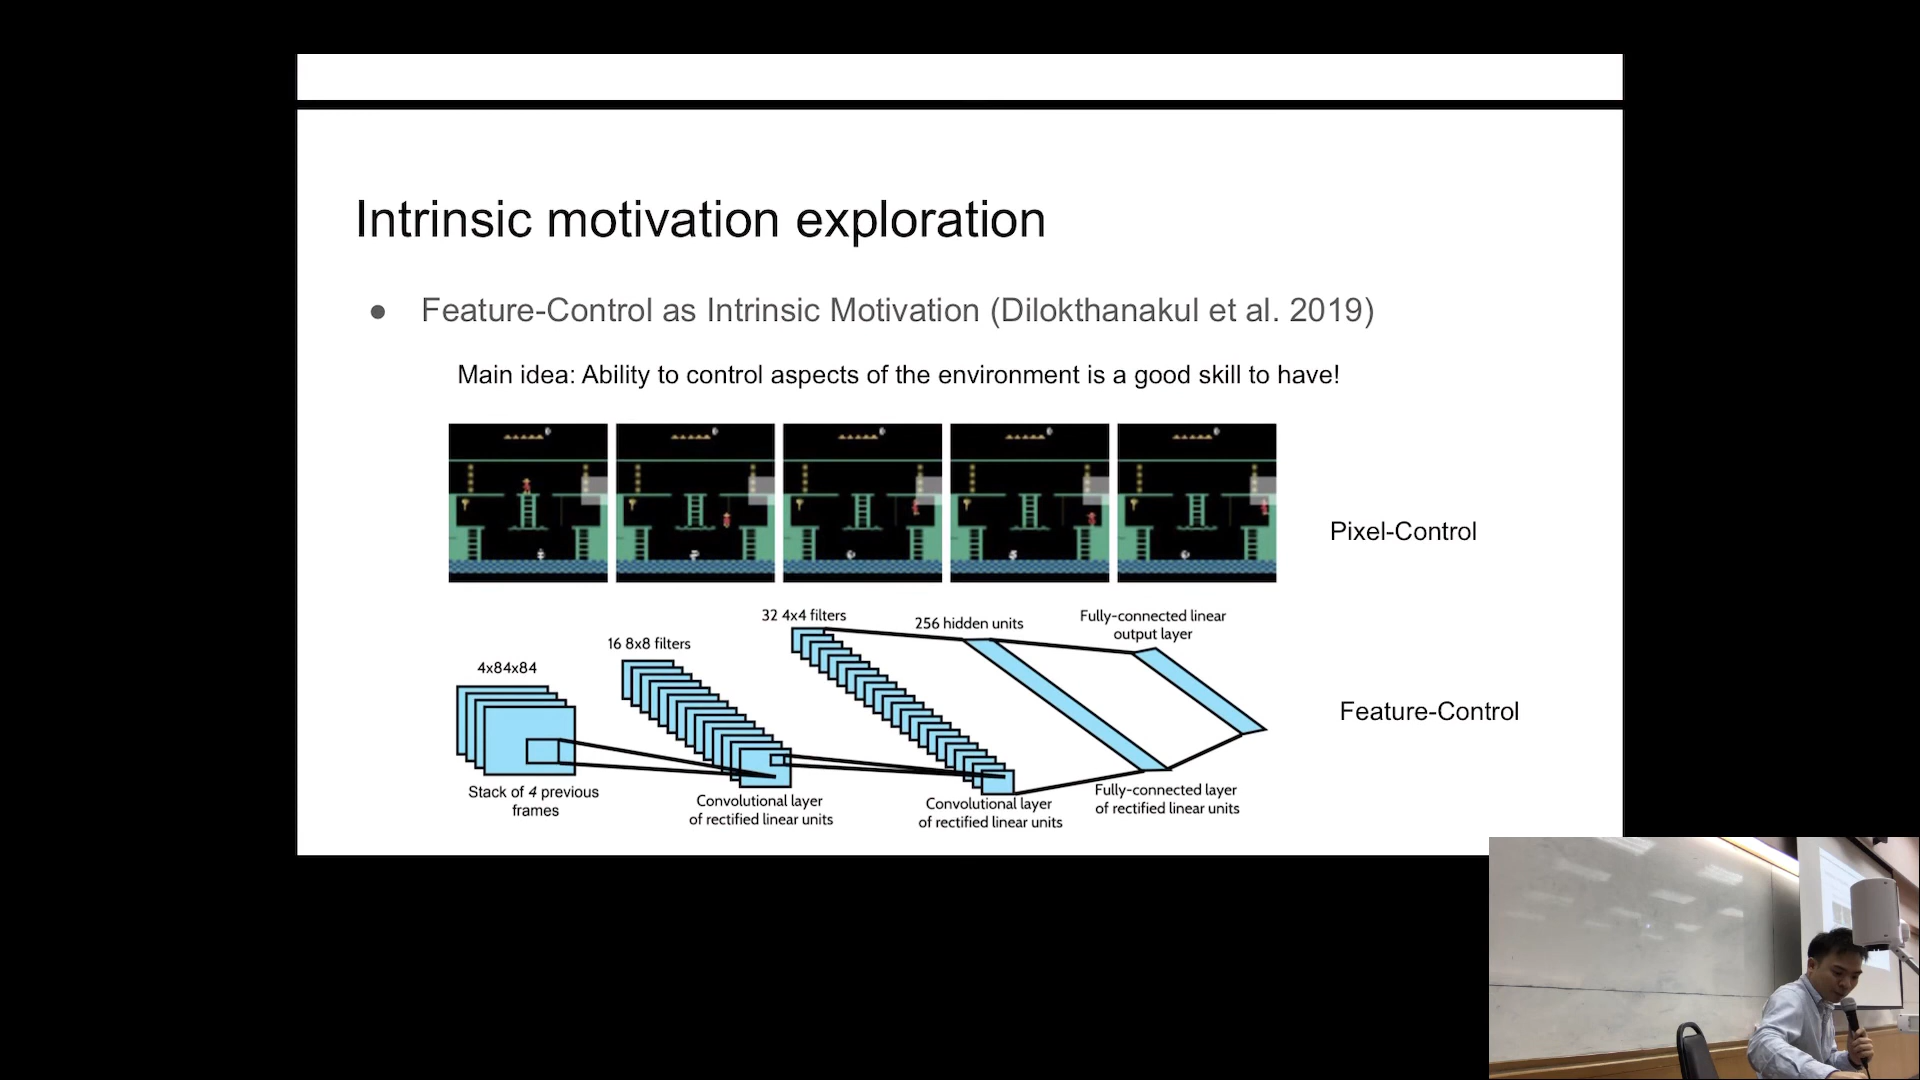 Intrinsic motivation exploration
● Feature-Control as Intrinsic Motivation (Dilokthanakul et al. 2019)
Main idea: Ability to control aspects of the environment is a good skill to have!
Pixel-Control
32 4x4 filters
256 hidden units
Fully-connected linear
output layer
16 8x8 filters
4x84x84
Feature-Control
Stack of 4 previous
frames
Convolutional layer
of rectified linear units
Convolutional layer
of rectified linear units
Fully-connected layer
of rectified linear units